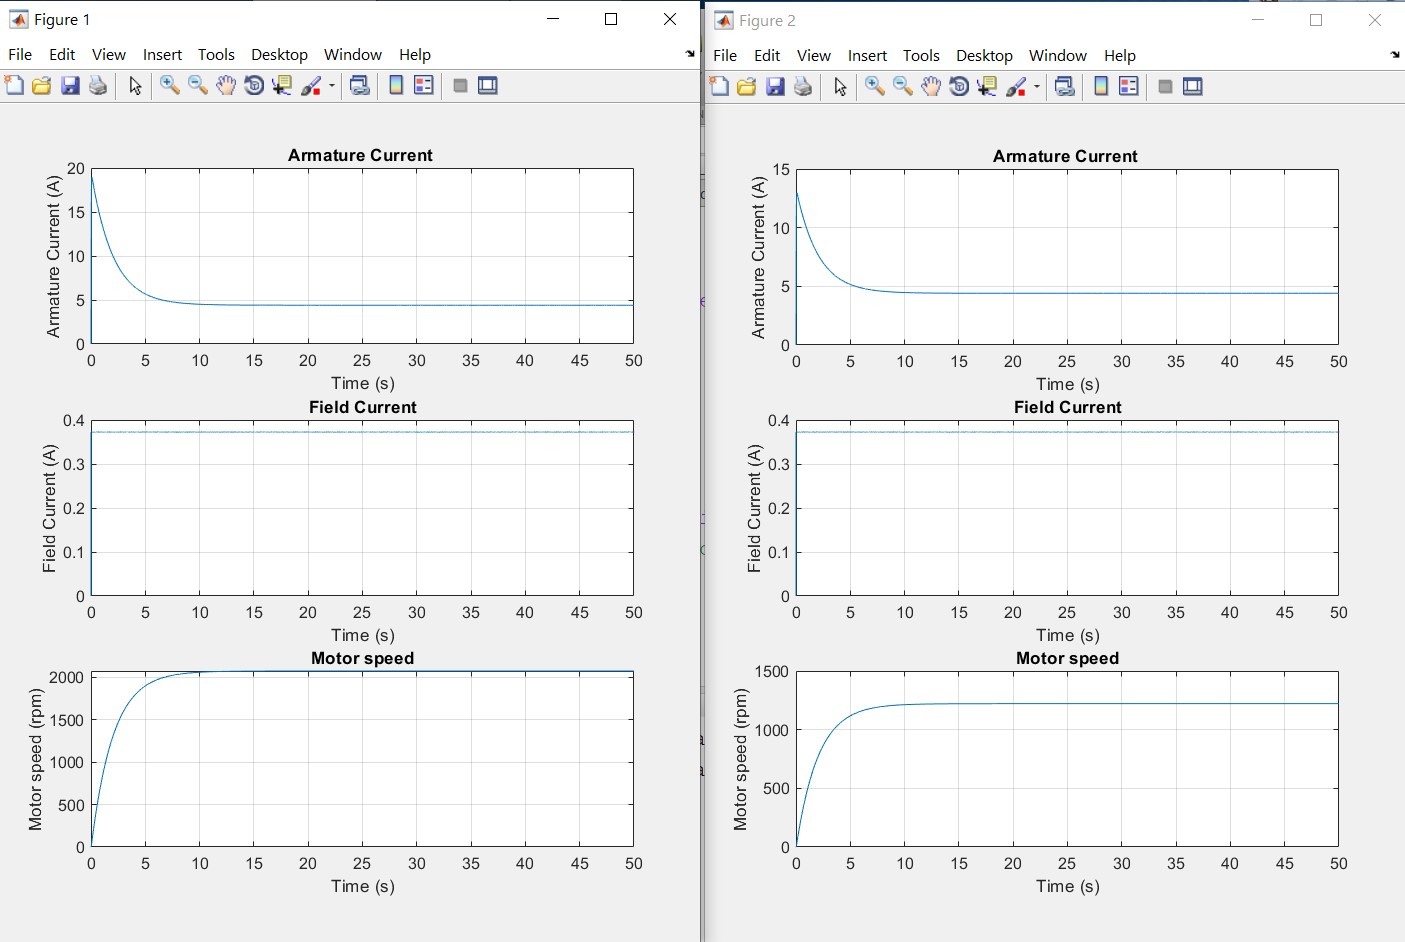 Figure 1
File Edit View Insert Tools Desktop Window Help
Armature Current
Armature Current (A)
20
15
10
5
0
0 5 10 15 20 25 30 35 40 45 50
Time (s)
Field Current
Field Current (A)
0.4
0.3
0.2
0.1
0
0 5 10 15 20 25 30 35 40 45 50
Time (s)
Motor speed
Motor speed (rpm)
2000
1500
1000
500
0
0 5 10 15 20 25 30 35 40 45 50
Time (s)
Figure 2
File Edit View Insert Tools Desktop Window Help
Armature Current
Armature Current (A)
15
10
5
0
0 5 10 15 20 25 30 35 40 45 50
Time (s)
Field Current
Field Current (A)
0.4
0.3
0.2
0.1
0
0 5 10 15 20 25 30 35 40 45 50
Time (s)
Motor speed
Motor speed (rpm)
1500
1000
500
0
0 5 10 15 20 25 30 35 40 45 50
Time (s)